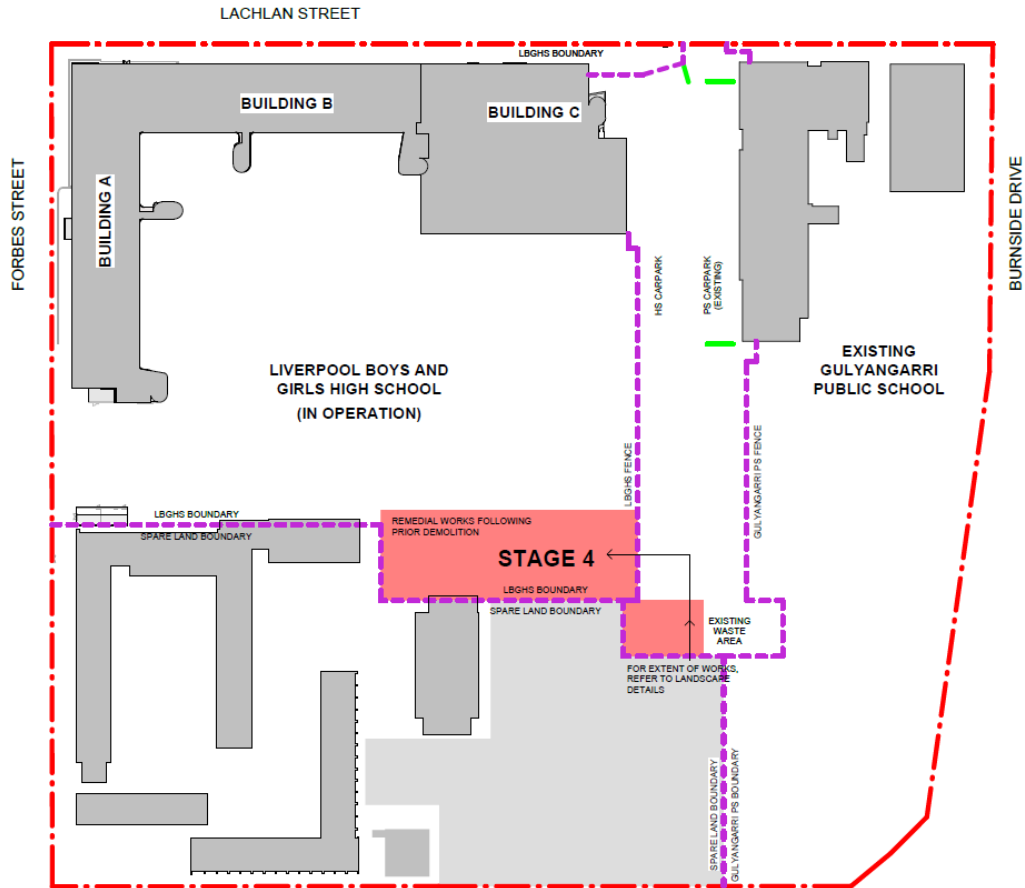 LACHLAN STREET
LBGHS BOUNDARY
BUILDING B
BUILDING C
BUILDING A
FORBES STREET
BURNSIDE DRIVE
HS CARPARK
PS CARPARK
(EXISTING)
LIVERPOOL BOYS AND
GIRLS HIGH SCHOOL
(IN OPERATION)
EXISTING
GULYANGARRI
PUBLIC SCHOOL
LBGHS FENCE
GULYANGARRI PS FENCE
LBGHS BOUNDARY
SPARE LAND BOUNDARY
REMEDIAL WORKS FOLLOWING
PRIOR DEMOLITION
STAGE 4
LBGHS BOUNDARY
SPARE LAND BOUNDARY
EXISTING
WASTE
AREA
FOR EXTENT OF WORKS,
REFER TO LANDSCAPE
DETAILS
SPARE LAND BOUNDARY
GULYANGARRI PS BOUNDARY